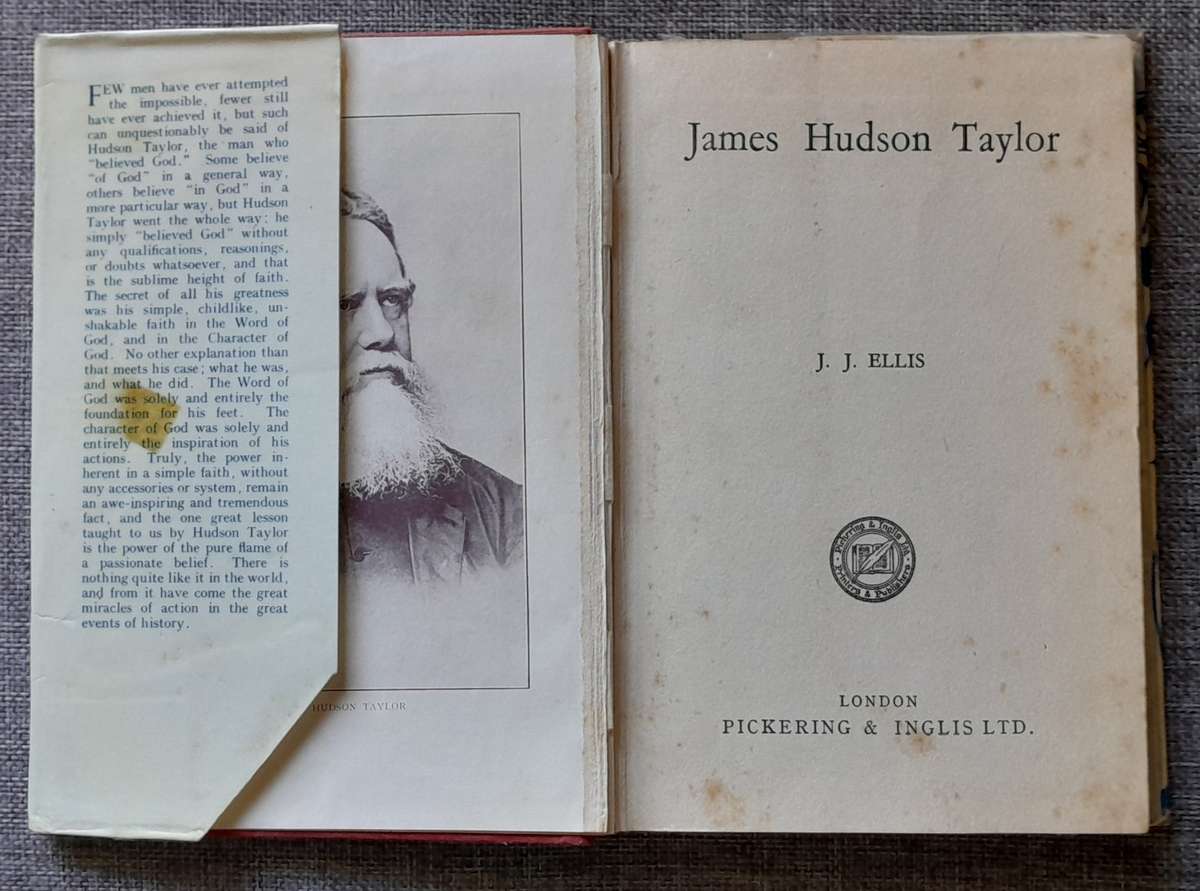 FEW men have ever attempted
the impossible, fewer still
have ever achieved it, but such
can unquestionably be said of
Hudson Taylor, the man who
"believed God." Some believe
"of God" in a general way,
others believe "in God" in a
more particular way, but Hudson
Taylor went the whole way: he
simply "believed God" without
any qualifications, reasonings,
or doubts whatsoever, and that
is the sublime height of faith.
The secret of all his greatness
was his simple, childlike, un-
shakable faith in the Word of
God, and in the Character of
God. No other explanation than
that meets his case; what he was,
and what he did. The Word of
God was solely and entirely the
foundation for his feet. The
character of God was solely and
entirely the inspiration of his
actions. Truly, the power in-
herent in a simple faith, without
any accessories or system, remain
an awe-inspiring and tremendous
fact, and the one great lesson
taught to us by Hudson Taylor
is the power of the pure flame of
a passionate belief. There is
nothing quite like it in the world,
and from it have come the great
miracles of action in the great
events of history.
HUDSON TAYLOR
James Hudson Taylor
J. J. ELLIS
Pickering & Inglis Ltd.
Printers & Publishers
LONDON
PICKERING & INGLIS LTD.